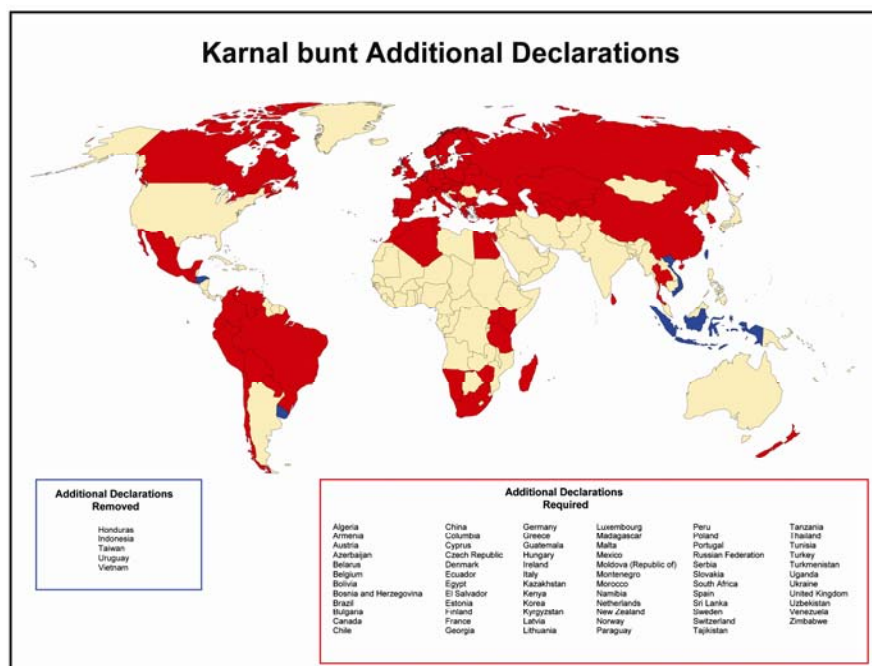 Karnal bunt Additional Declarations
Additional Declarations
Removed
Honduras
Indonesia
Taiwan
Uruguay
Vietnam
Additional Declarations
Required
Algeria
Armenia
Austria
Azerbaijan
Belarus
Belgium
Bolivia
Bosnia and Herzegovina
Brazil
Bulgaria
Canada
Chile
China
Columbia
Cyprus
Czech Republic
Denmark
Ecuador
Egypt
El Salvador
Estonia
Finland
France
Georgia
Germany
Greece
Guatemala
Hungary
Ireland
Italy
Kazakhstan
Kenya
Korea
Kyrgyzstan
Latvia
Lithuania
Luxembourg
Madagascar
Malta
Mexico
Moldova (Republic of)
Montenegro
Morocco
Namibia
Netherlands
New Zealand
Norway
Paraguay
Peru
Poland
Portugal
Russian Federation
Serbia
Slovakia
South Africa
Spain
Sri Lanka
Sweden
Switzerland
Tajikistan
Tanzania
Thailand
Tunisia
Turkey
Turkmenistan
Uganda
Ukraine
United Kingdom
Uzbekistan
Venezuela
Zimbabwe